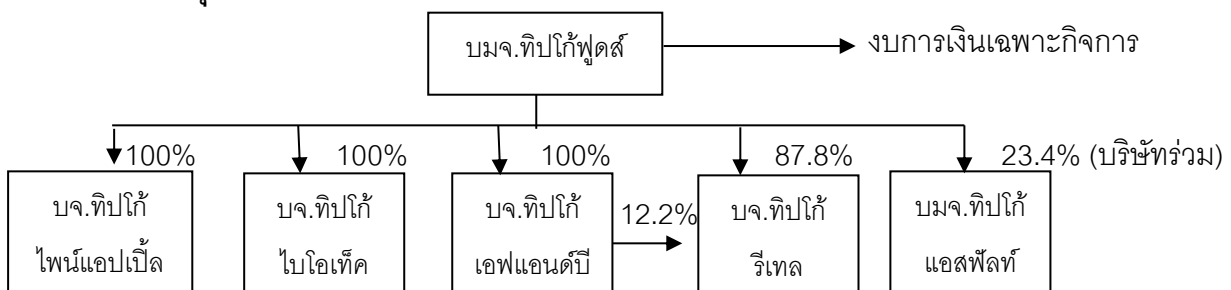 บมจ.ทิปโก้ฟูดส์
งบการเงินเฉพาะกิจการ
100%
100%
100%
87.8%
23.4% (บริษัทร่วม)
บจ.ทิปโก้
ไพน์แอปเปิ้ล
บจ.ทิปโก้
ไบโอเท็ค
บจ.ทิปโก้
เอฟแอนด์บี
12.2%
บจ.ทิปโก้
รีเทล
บมจ.ทิปโก้
แอสฟัลท์